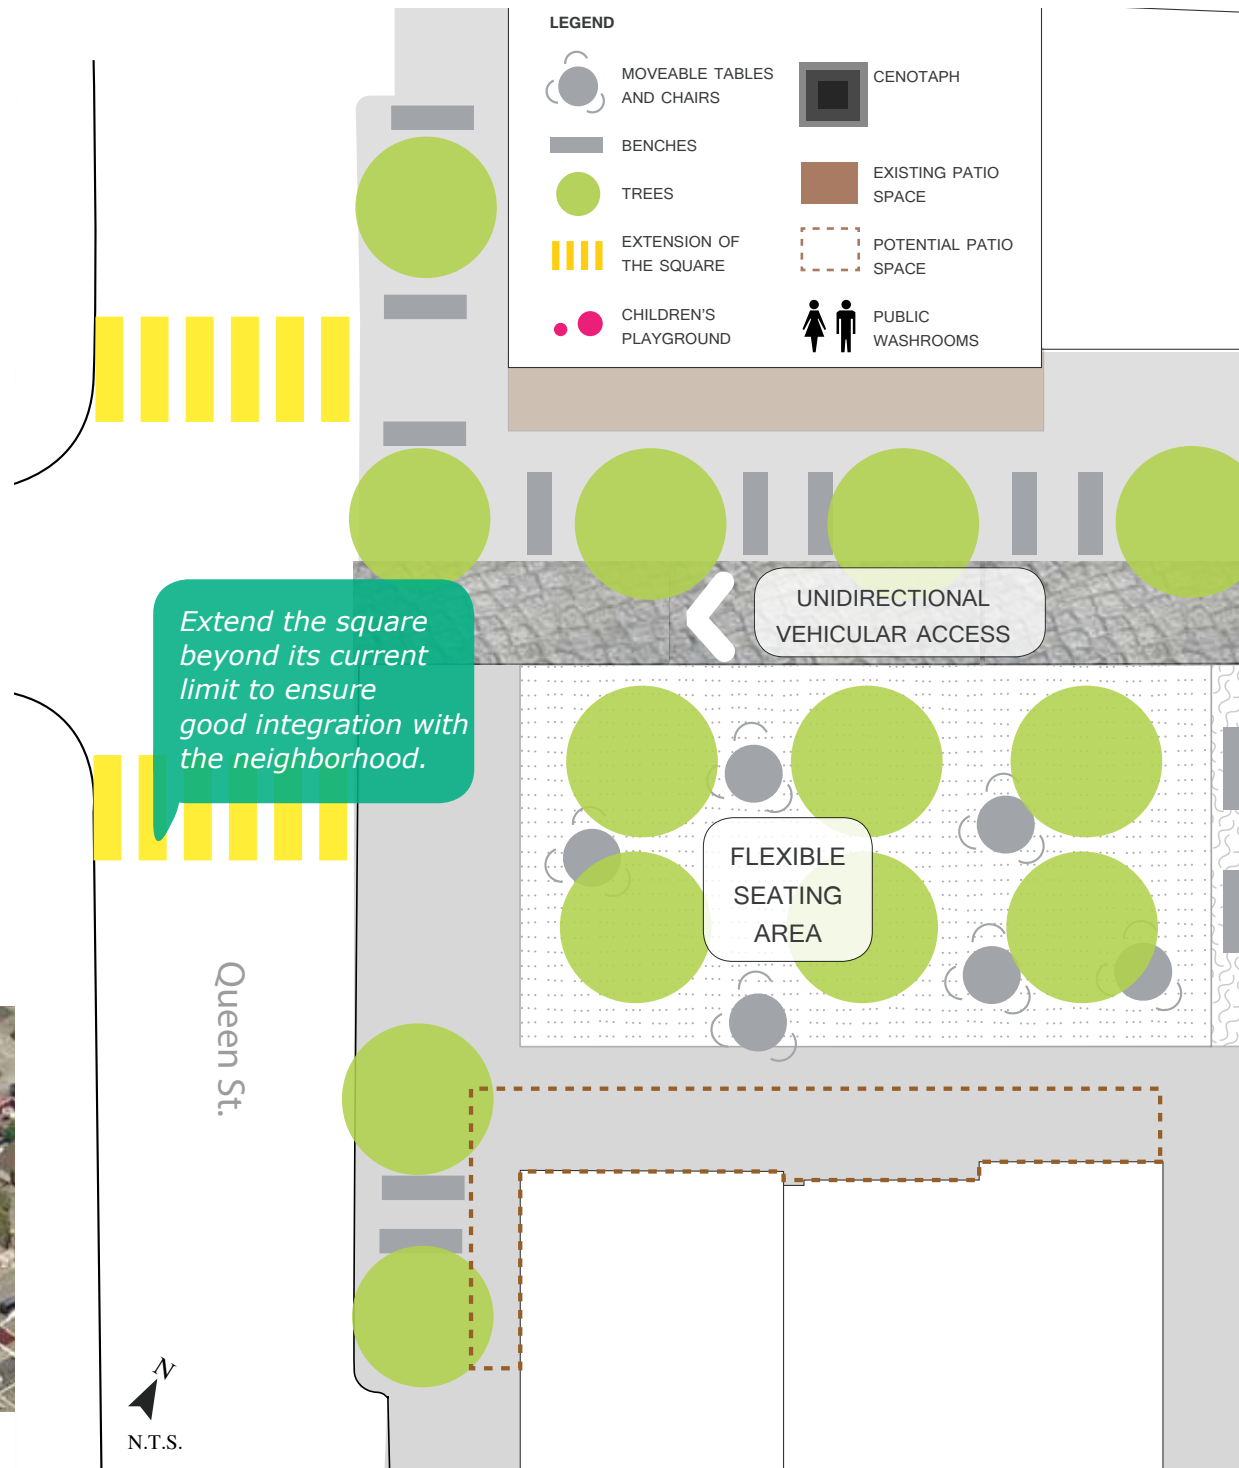 LEGEND
MOVEABLE TABLES
AND CHAIRS
BENCHES
TREES
EXTENSION OF
THE SQUARE
CHILDREN'S
PLAYGROUND
CENOTAPH
EXISTING PATIO
SPACE
POTENTIAL PATIO
SPACE
PUBLIC
WASHROOMS
UNIDIRECTIONAL
VEHICULAR ACCESS
Extend the square
beyond its current
limit to ensure
good integration with
the neighborhood.
FLEXIBLE
SEATING
AREA
Queen St.
N
N.T.S.